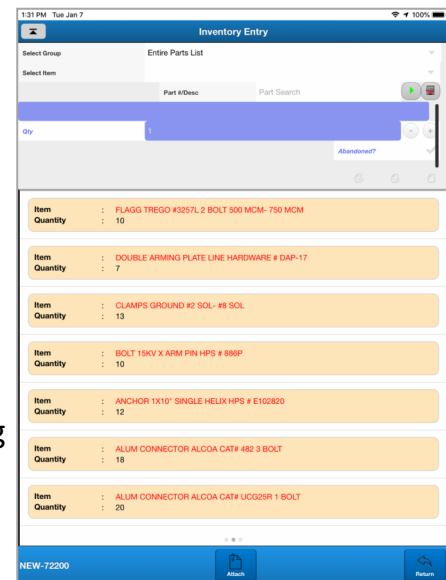 1:31 PM Tue Jan 7 100%
Inventory Entry
Select Group Entire Parts List
Select Item
Part #/Desc Part Search
Qty 1
Abandoned?
Item : FLAGG TREGO #3257L 2 BOLT 500 MCM- 750 MCM
Quantity : 10
Item : DOUBLE ARMING PLATE LINE HARDWARE # DAP-17
Quantity : 7
Item : CLAMPS GROUND #2 SOL- #8 SOL
Quantity : 13
Item : BOLT 15KV X ARM PIN HPS # 886P
Quantity : 10
Item : ANCHOR 1X10" SINGLE HELIX HPS # E102820
Quantity : 12
g
Item : ALUM CONNECTOR ALCOA CAT# 482 3 BOLT
Quantity : 18
Item : ALUM CONNECTOR ALCOA CAT# UCG25R 1 BOLT
Quantity : 20
NEW-72200 Attach Return